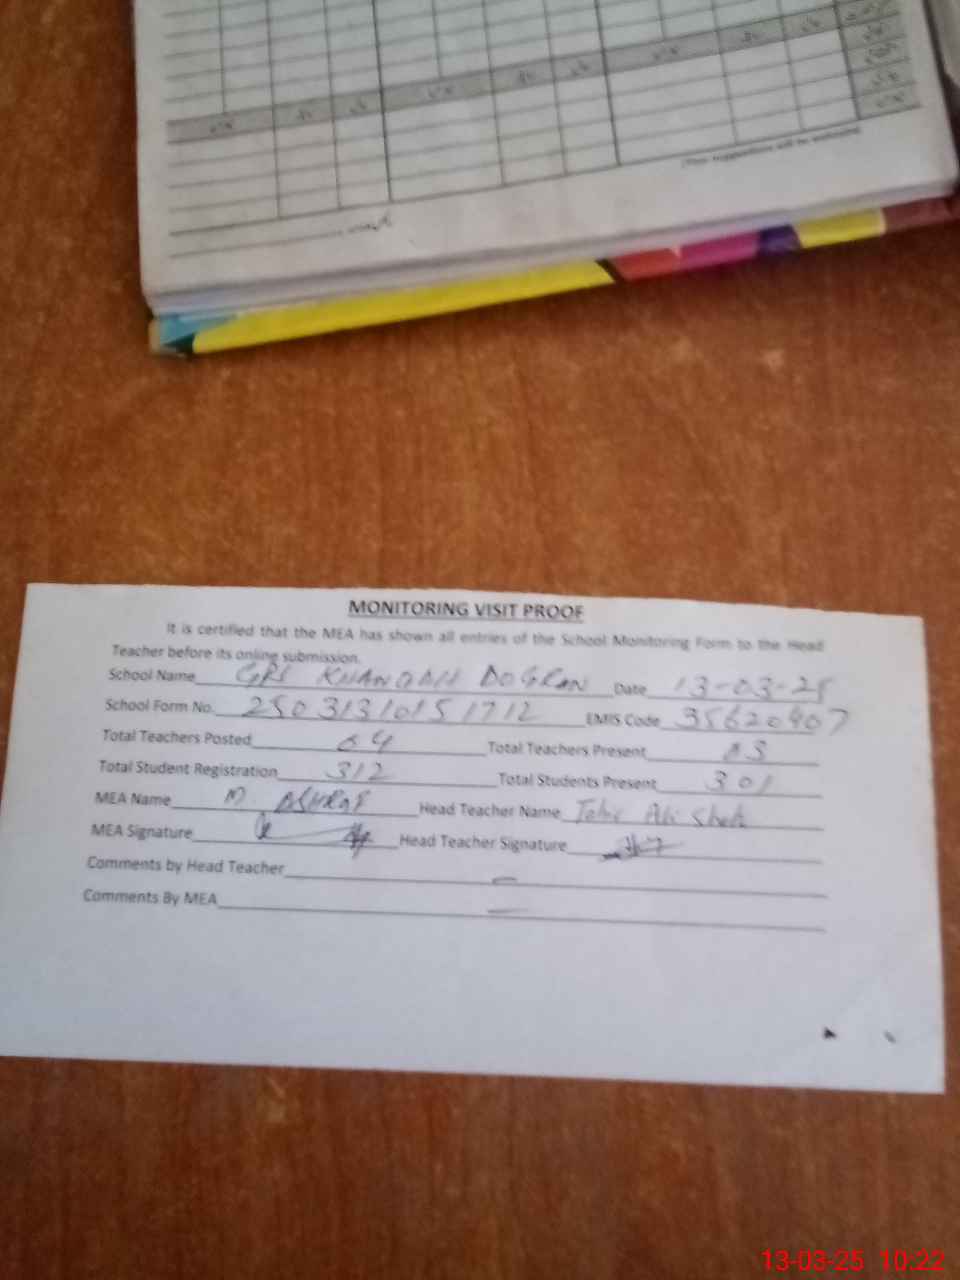 MONITORING VISIT PROOF
It is certified that the MEA has shown all entries of the School Monitoring Form to the Head
Teacher before its online submission.
School Name KHANQAH DOGRAN Date 13-03-25
School Form No. 2503131015 1712 EMIS Code 35620407
Total Teachers Posted 04 Total Teachers Present 03
Total Student Registration 312 Total Students Present 301
MEA Name M. ASHRAF Head Teacher Name Ali Shah
MEA Signature Head Teacher Signature
Comments by Head Teacher —
Comments By MEA —
13-03-25 10:22